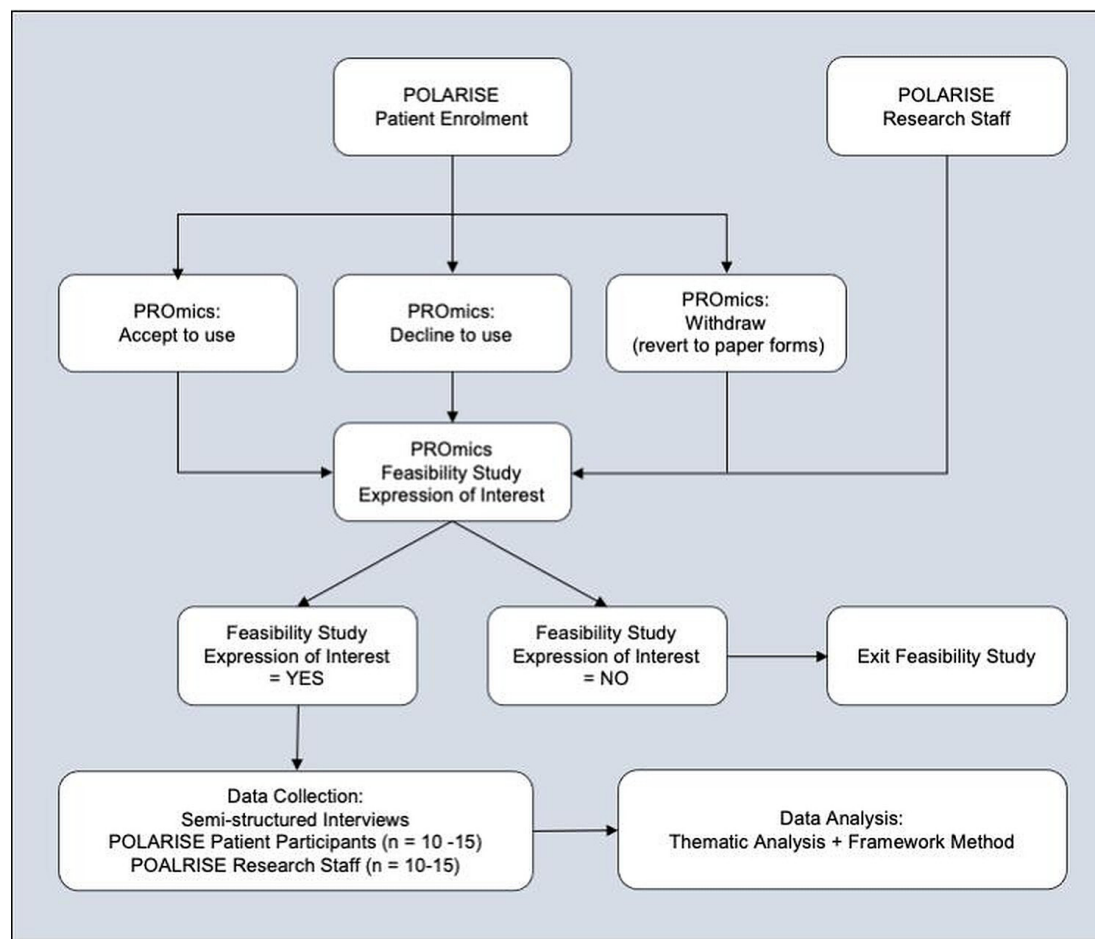 POLARISE
Patient Enrolment
POLARISE
Research Staff
PROmics:
Accept to use
PROmics:
Decline to use
PROmics:
Withdraw
(revert to paper forms)
PROmics
Feasibility Study
Expression of Interest
Feasibility Study
Expression of Interest
= YES
Feasibility Study
Expression of Interest
= NO
Exit Feasibility Study
Data Collection:
Semi-structured Interviews
POLARISE Patient Participants (n = 10 -15)
POALRISE Research Staff (n = 10-15)
Data Analysis:
Thematic Analysis + Framework Method